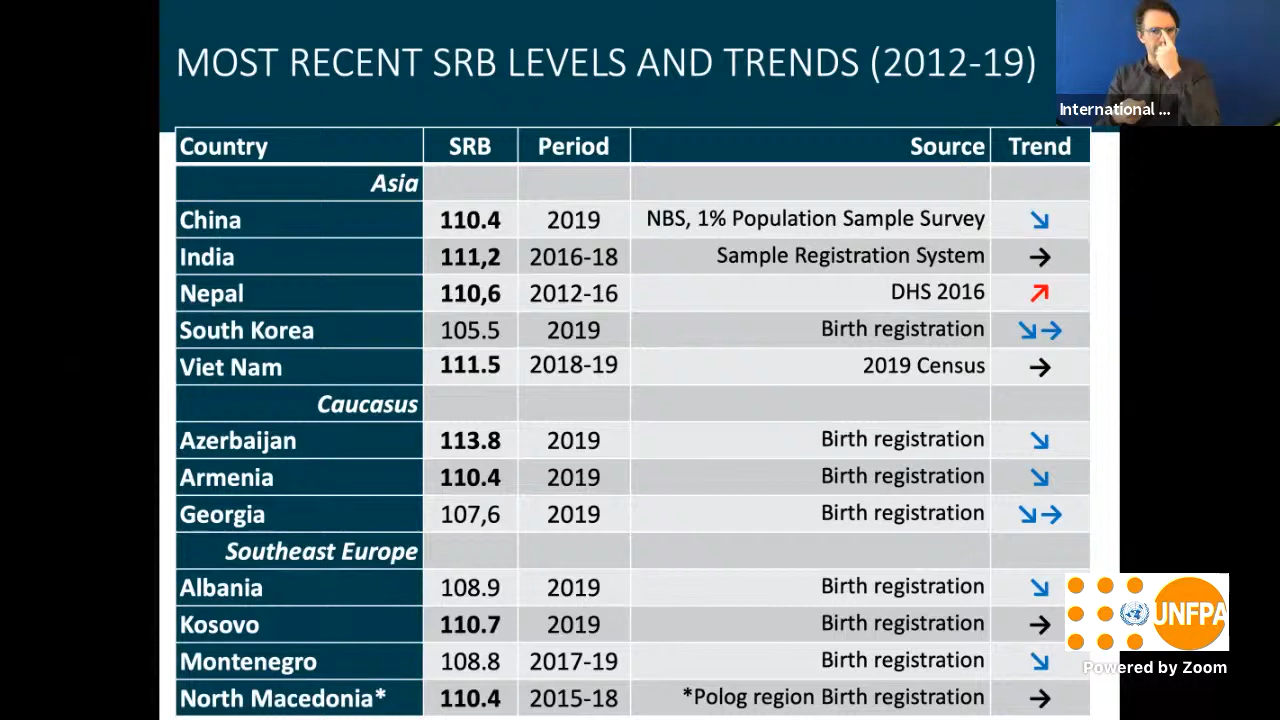 MOST RECENT SRB LEVELS AND TRENDS (2012-19)
International ...
Country SRB Period Source Trend
Asia
China 110.4 2019 NBS, 1% Population Sample Survey ↘
India 111,2 2016-18 Sample Registration System →
Nepal 110,6 2012-16 DHS 2016 ↗
South Korea 105.5 2019 Birth registration ↘→
Viet Nam 111.5 2018-19 2019 Census →
Caucasus
Azerbaijan 113.8 2019 Birth registration ↘
Armenia 110.4 2019 Birth registration ↘
Georgia 107,6 2019 Birth registration ↘→
Southeast Europe
Albania 108.9 2019 Birth registration ↘
Kosovo 110.7 2019 Birth registration →
Montenegro 108.8 2017-19 Birth registration ↘
North Macedonia* 110.4 2015-18 *Polog region Birth registration →
UNFPA
Powered by Zoom